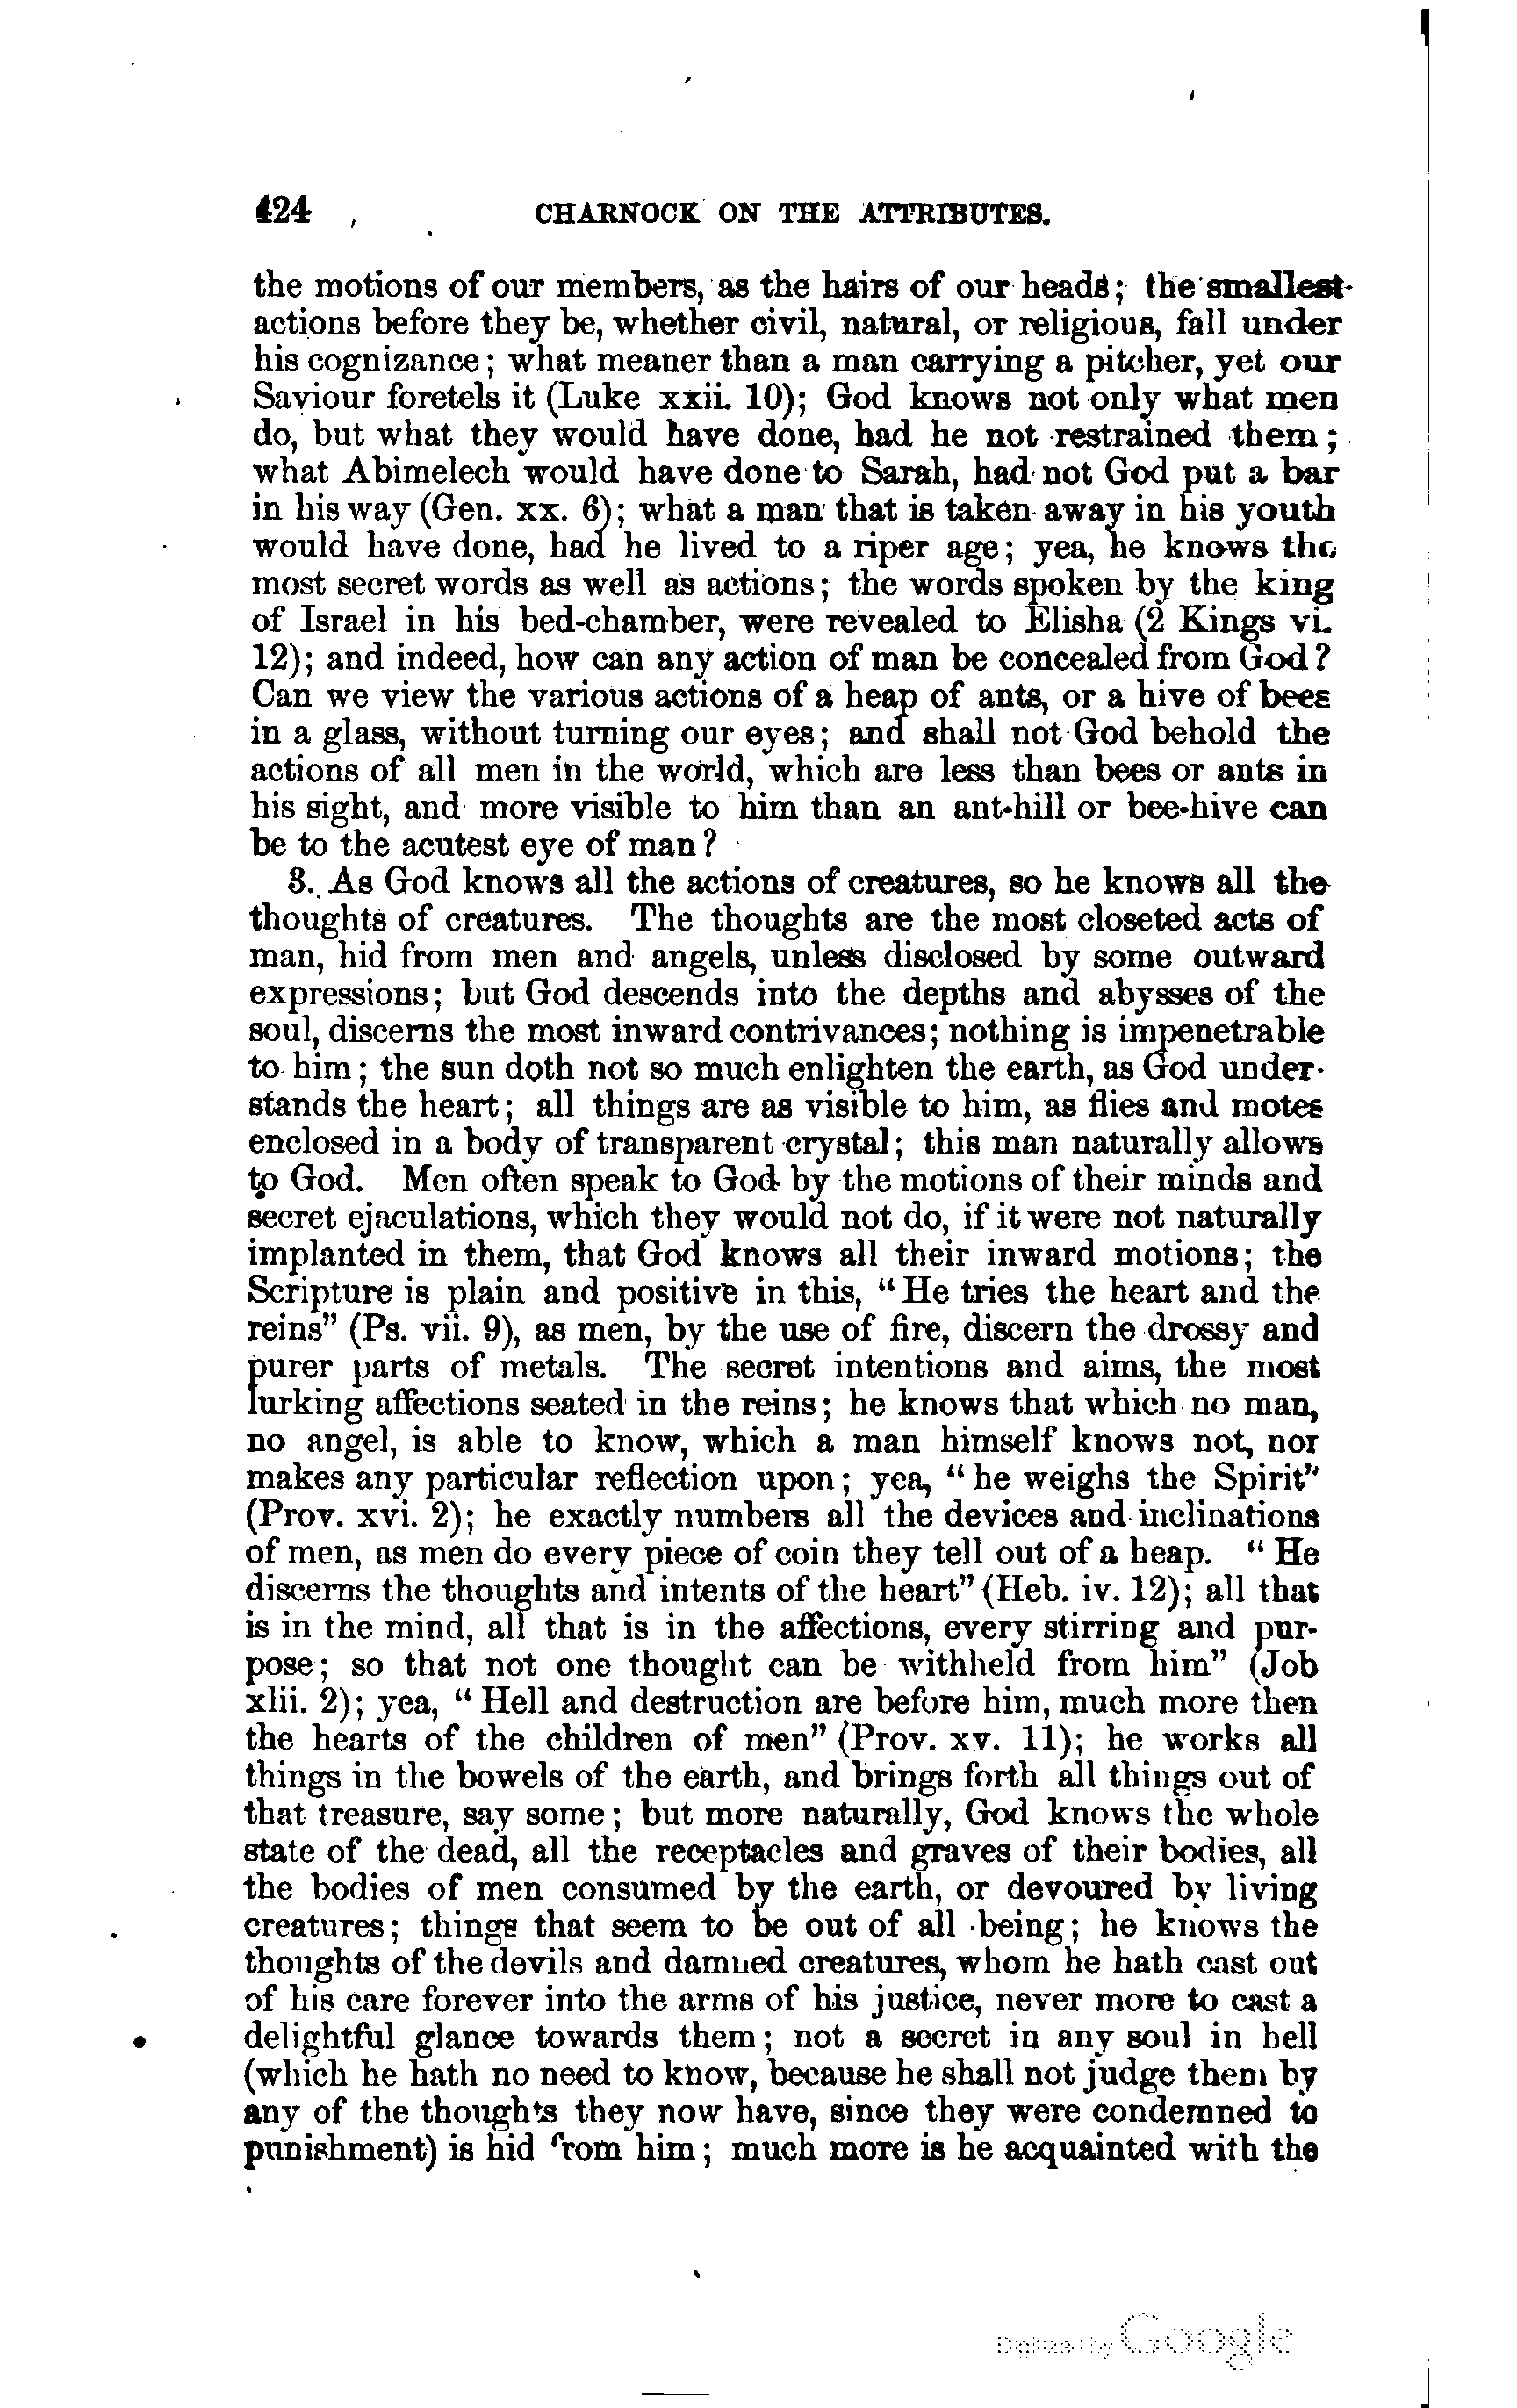 424 CHARNOCK ON THE ATTRIBUTES.
the motions of our members, as the hairs of our heads; the smallest
actions before they be, whether civil, natural, or religious, fall under
his cognizance; what meaner than a man carrying a pitcher, yet our
Saviour foretels it (Luke xxii. 10); God knows not only what men
do, but what they would have done, had he not restrained them;
what Abimelech would have done to Sarah, had not God put a bar
in his way (Gen. xx. 6); what a man that is taken away in his youth
would have done, had he lived to a riper age; yea, he knows the
most secret words as well as actions; the words spoken by the king
of Israel in his bed-chamber, were revealed to Elisha (2 Kings vi.
12); and indeed, how can any action of man be concealed from God?
Can we view the various actions of a heap of ants, or a hive of bees
in a glass, without turning our eyes; and shall not God behold the
actions of all men in the world, which are less than bees or ants in
his sight, and more visible to him than an ant-hill or bee-hive can
be to the acutest eye of man?
3. As God knows all the actions of creatures, so he knows all the
thoughts of creatures. The thoughts are the most closeted acts of
man, hid from men and angels, unless disclosed by some outward
expressions; but God descends into the depths and abysses of the
soul, discerns the most inward contrivances; nothing is impenetrable
to him; the sun doth not so much enlighten the earth, as God under-
stands the heart; all things are as visible to him, as flies and motes
enclosed in a body of transparent crystal; this man naturally allows
to God. Men often speak to God by the motions of their minds and
secret ejaculations, which they would not do, if it were not naturally
implanted in them, that God knows all their inward motions; the
Scripture is plain and positive in this, "He tries the heart and the
reins" (Ps. vii. 9), as men, by the use of fire, discern the drossy and
purer parts of metals. The secret intentions and aims, the most
lurking affections seated in the reins; he knows that which no man,
no angel, is able to know, which a man himself knows not, nor
makes any particular reflection upon; yea, "he weighs the Spirit"
(Prov. xvi. 2); he exactly numbers all the devices and inclinations
of men, as men do every piece of coin they tell out of a heap. "He
discerns the thoughts and intents of the heart" (Heb. iv. 12); all that
is in the mind, all that is in the affections, every stirring and pur-
pose; so that not one thought can be withheld from him" (Job
xlii. 2); yea, "Hell and destruction are before him, much more then
the hearts of the children of men" (Prov. xv. 11); he works all
things in the bowels of the earth, and brings forth all things out of
that treasure, say some; but more naturally, God knows the whole
state of the dead, all the receptacles and graves of their bodies, all
the bodies of men consumed by the earth, or devoured by living
creatures; things that seem to be out of all being; he knows the
thoughts of the devils and damned creatures, whom he hath cast out
of his care forever into the arms of his justice, never more to cast a
delightful glance towards them; not a secret in any soul in hell
(which he hath no need to know, because he shall not judge them by
any of the thoughts they now have, since they were condemned to
punishment) is hid from him; much more is he acquainted with the
Digitized by Google